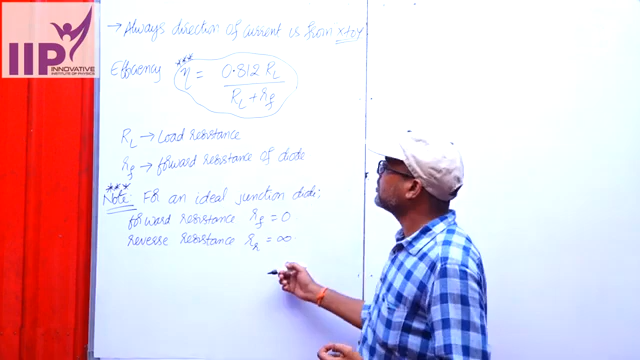 → Always direction of current is from X to Y
IIP
INNOVATIVE
INSTITUTE OF PHYSICS
Efficiency *** η = 0.812 R_L / R_L + r_f
R_L → Load resistance
r_f → forward resistance of diode
***
Note: For an ideal junction diode;
forward resistance r_f = 0
reverse resistance r_r = ∞